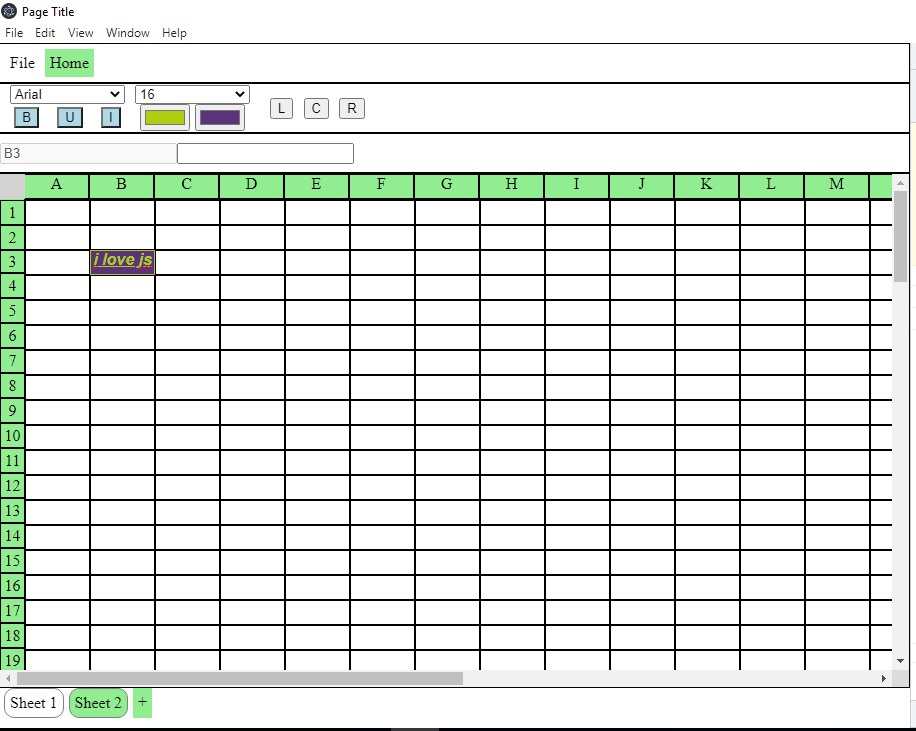 Page Title
File Edit View Window Help
File Home
Arial 16
B U I L C R
B3
A B C D E F G H I J K L M
1
2
3 i love js
4
5
6
7
8
9
10
11
12
13
14
15
16
17
18
19
Sheet 1 Sheet 2 +